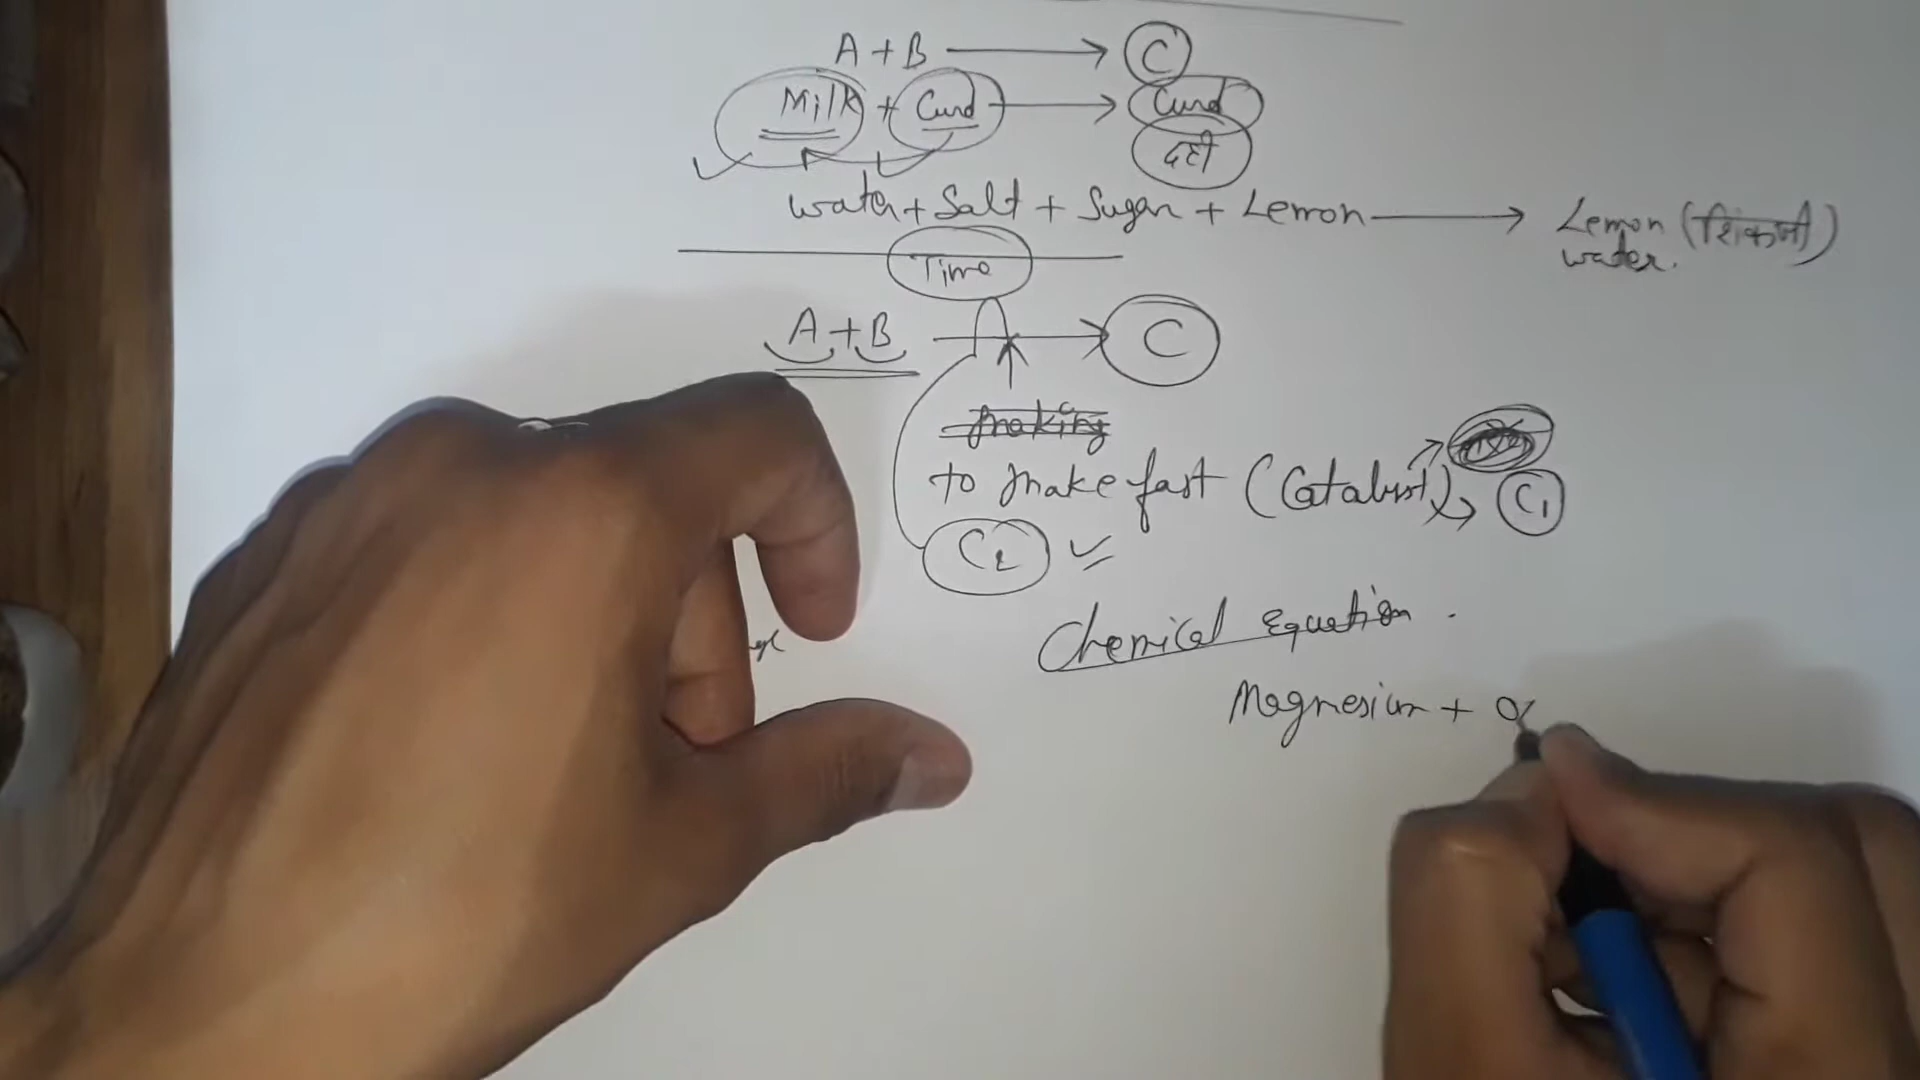 A + B → C
Milk + Curd → Curd
दही
water + Salt + Sugar + Lemon → Lemon water. (शिकंजी)
Time
A + B → C
making
to make fast (Catalyst) → C1
C2
Chemical Equation .
Magnesium + Ox